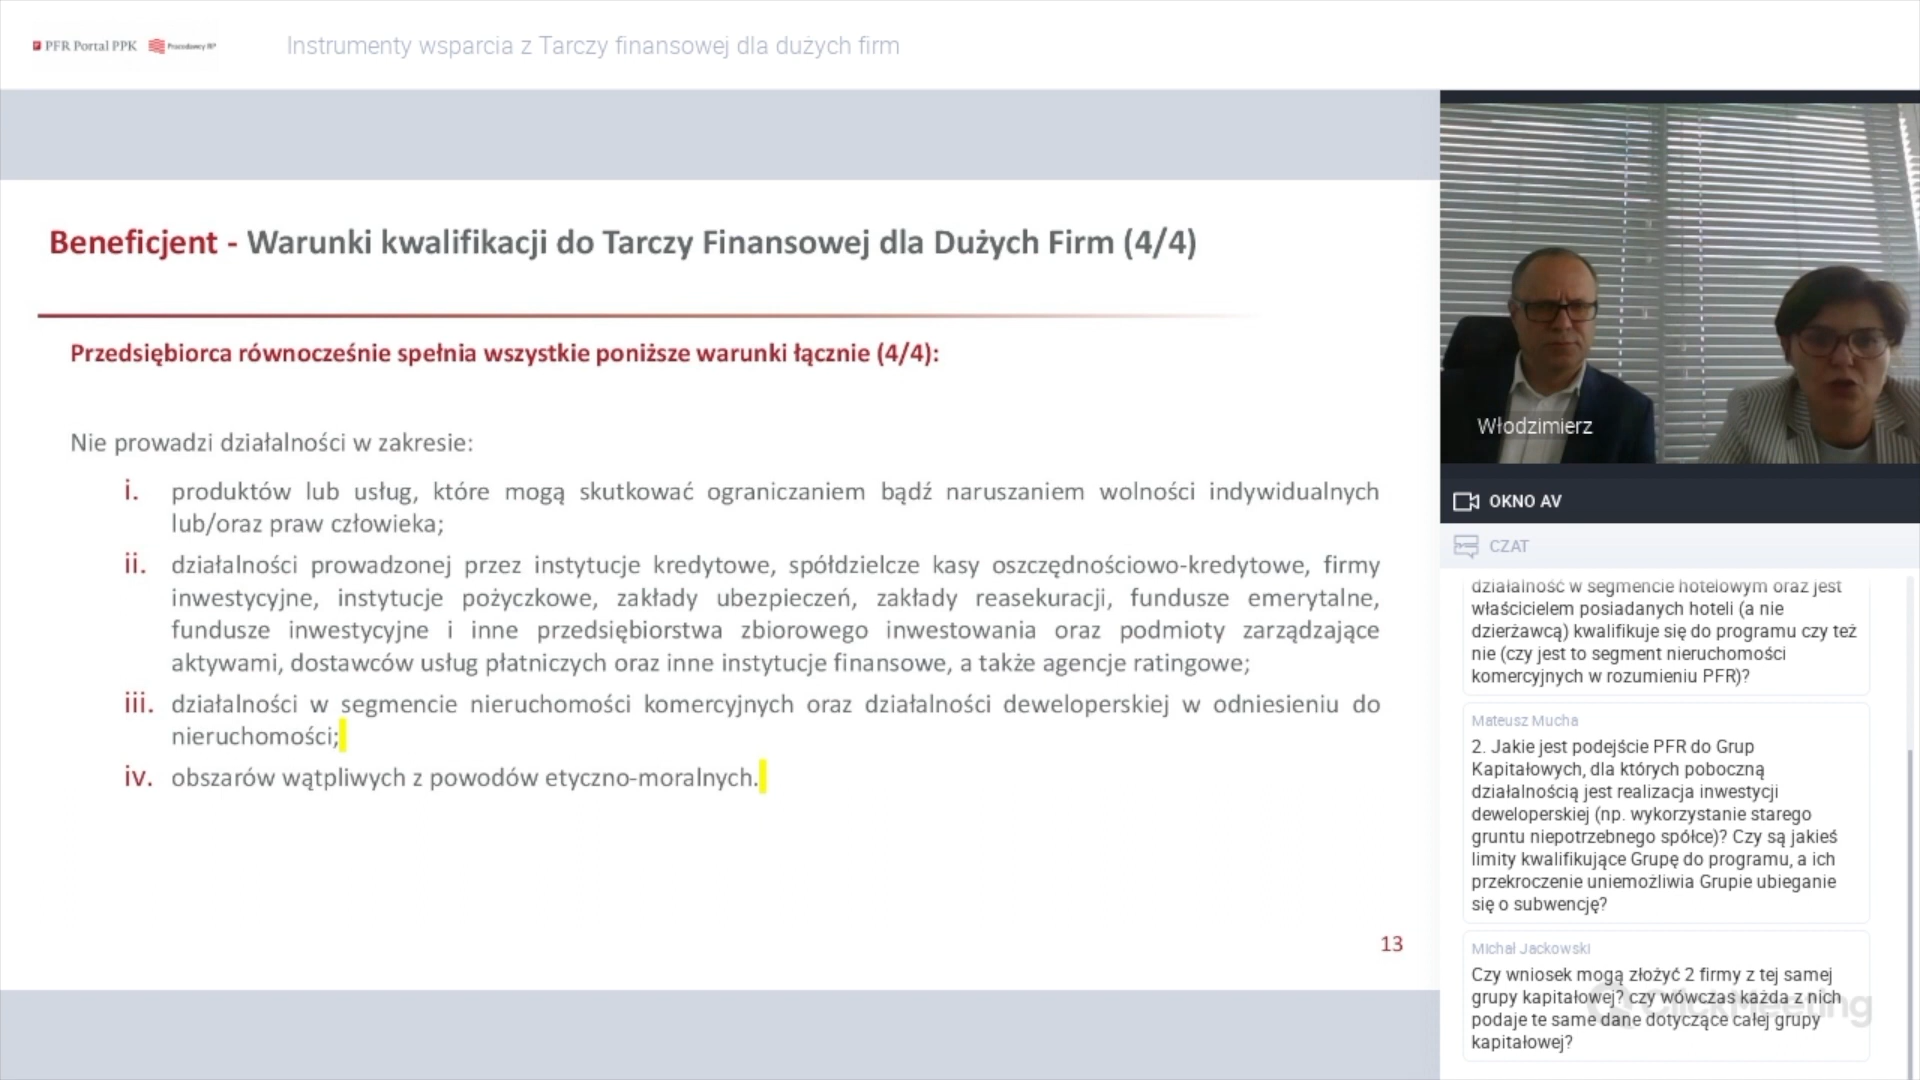 PFR Portal PPK Pracodawcy RP
Instrumenty wsparcia z Tarczy finansowej dla dużych firm
Beneficjent - Warunki kwalifikacji do Tarczy Finansowej dla Dużych Firm (4/4)
Przedsiębiorca równocześnie spełnia wszystkie poniższe warunki łącznie (4/4):
Nie prowadzi działalności w zakresie:
i. produktów lub usług, które mogą skutkować ograniczaniem bądź naruszaniem wolności indywidualnych
lub/oraz praw człowieka;
ii. działalności prowadzonej przez instytucje kredytowe, spółdzielcze kasy oszczędnościowo-kredytowe, firmy
inwestycyjne, instytucje pożyczkowe, zakłady ubezpieczeń, zakłady reasekuracji, fundusze emerytalne,
fundusze inwestycyjne i inne przedsiębiorstwa zbiorowego inwestowania oraz podmioty zarządzające
aktywami, dostawców usług płatniczych oraz inne instytucje finansowe, a także agencje ratingowe;
iii. działalności w segmencie nieruchomości komercyjnych oraz działalności deweloperskiej w odniesieniu do
nieruchomości;
iv. obszarów wątpliwych z powodów etyczno-moralnych.
13
Włodzimierz
OKNO AV
CZAT
działalność w segmencie hotelowym oraz jest
właścicielem posiadanych hoteli (a nie
dzierżawcą) kwalifikuje się do programu czy też
nie (czy jest to segment nieruchomości
komercyjnych w rozumieniu PFR)?
Mateusz Mucha
2. Jakie jest podejście PFR do Grup
Kapitałowych, dla których poboczną
działalnością jest realizacja inwestycji
deweloperskiej (np. wykorzystanie starego
gruntu niepotrzebnego spółce)? Czy są jakieś
limity kwalifikujące Grupę do programu, a ich
przekroczenie uniemożliwia Grupie ubieganie
się o subwencję?
Michał Jackowski
Czy wniosek mogą złożyć 2 firmy z tej samej
grupy kapitałowej? czy wówczas każda z nich
podaje te same dane dotyczące całej grupy
kapitałowej?
ClickMeeting